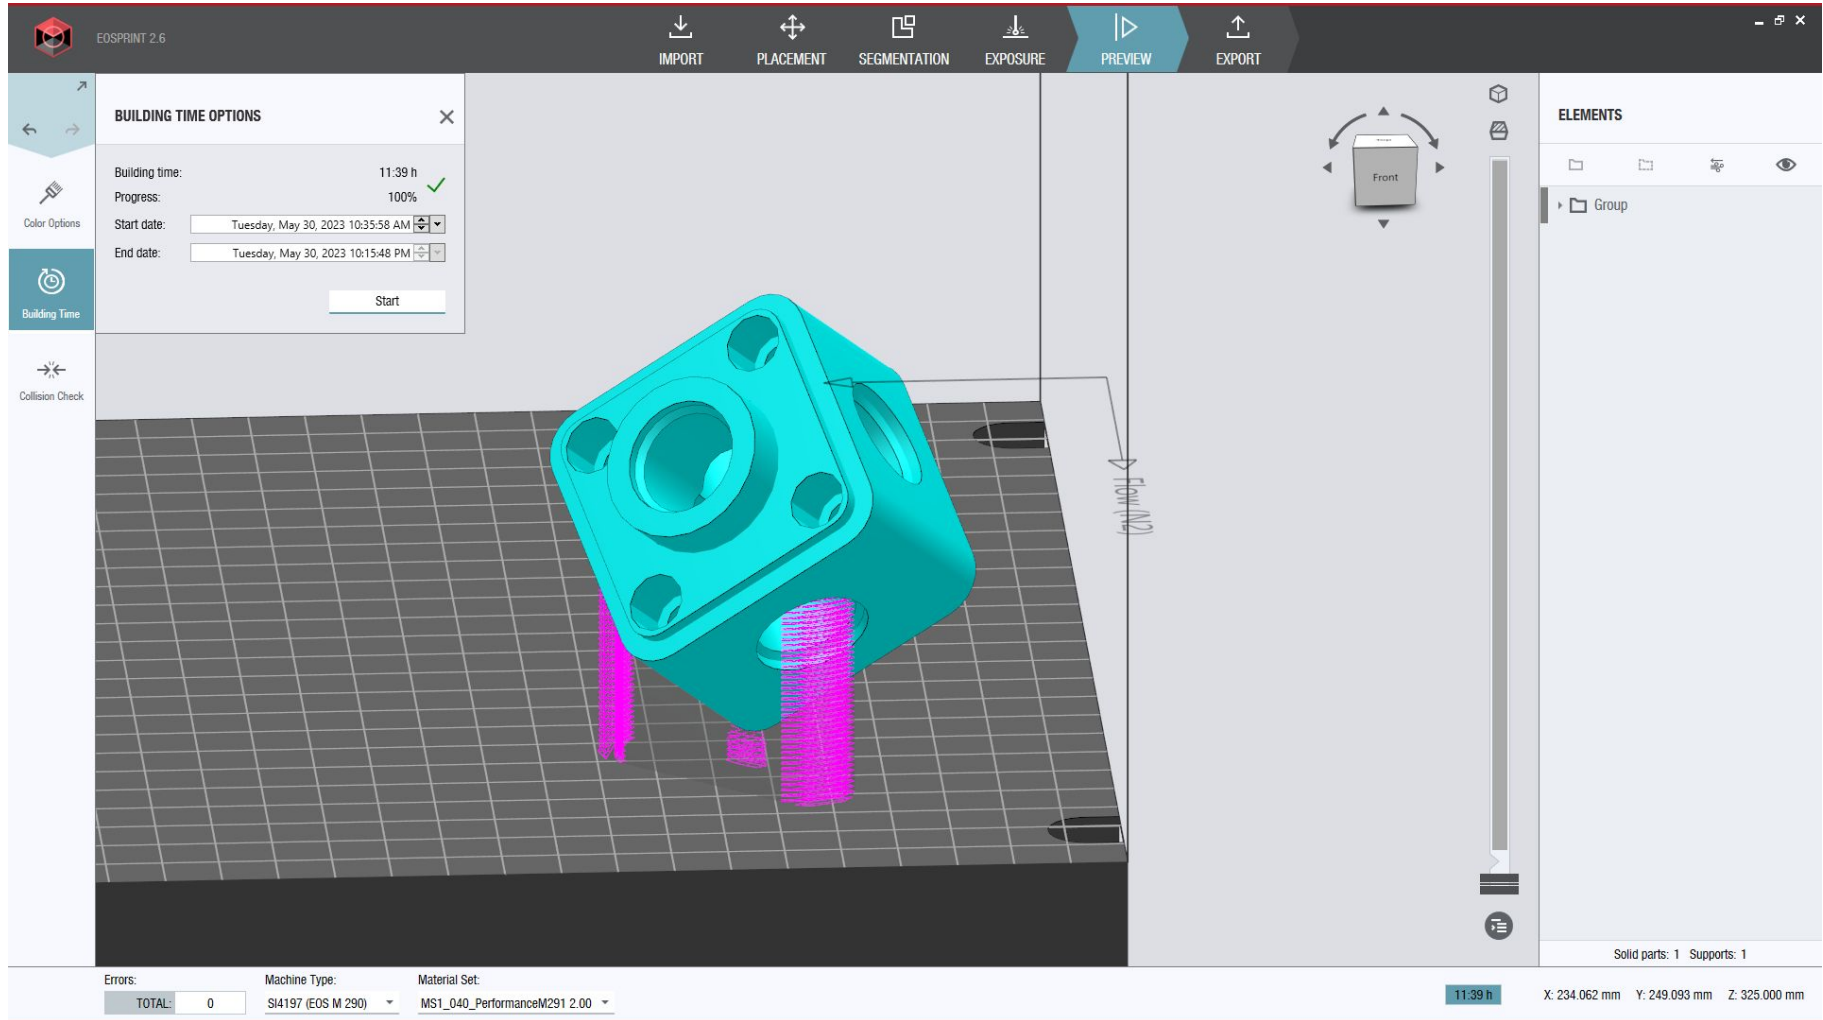 EOSPRINT 2.6
IMPORT
PLACEMENT
SEGMENTATION
EXPOSURE
PREVIEW
EXPORT
Color Options
Building Time
Collision Check
BUILDING TIME OPTIONS
Building time: 11:39 h
Progress: 100%
Start date: Tuesday, May 30, 2023 10:35:58 AM
End date: Tuesday, May 30, 2023 10:15:48 PM
Start
Front
Flow (N2)
ELEMENTS
Group
Solid parts: 1 Supports: 1
Errors:
TOTAL: 0
Machine Type:
SI4197 (EOS M 290)
Material Set:
MS1_040_PerformanceM291 2.00
11:39 h
X: 234.062 mm Y: 249.093 mm Z: 325.000 mm